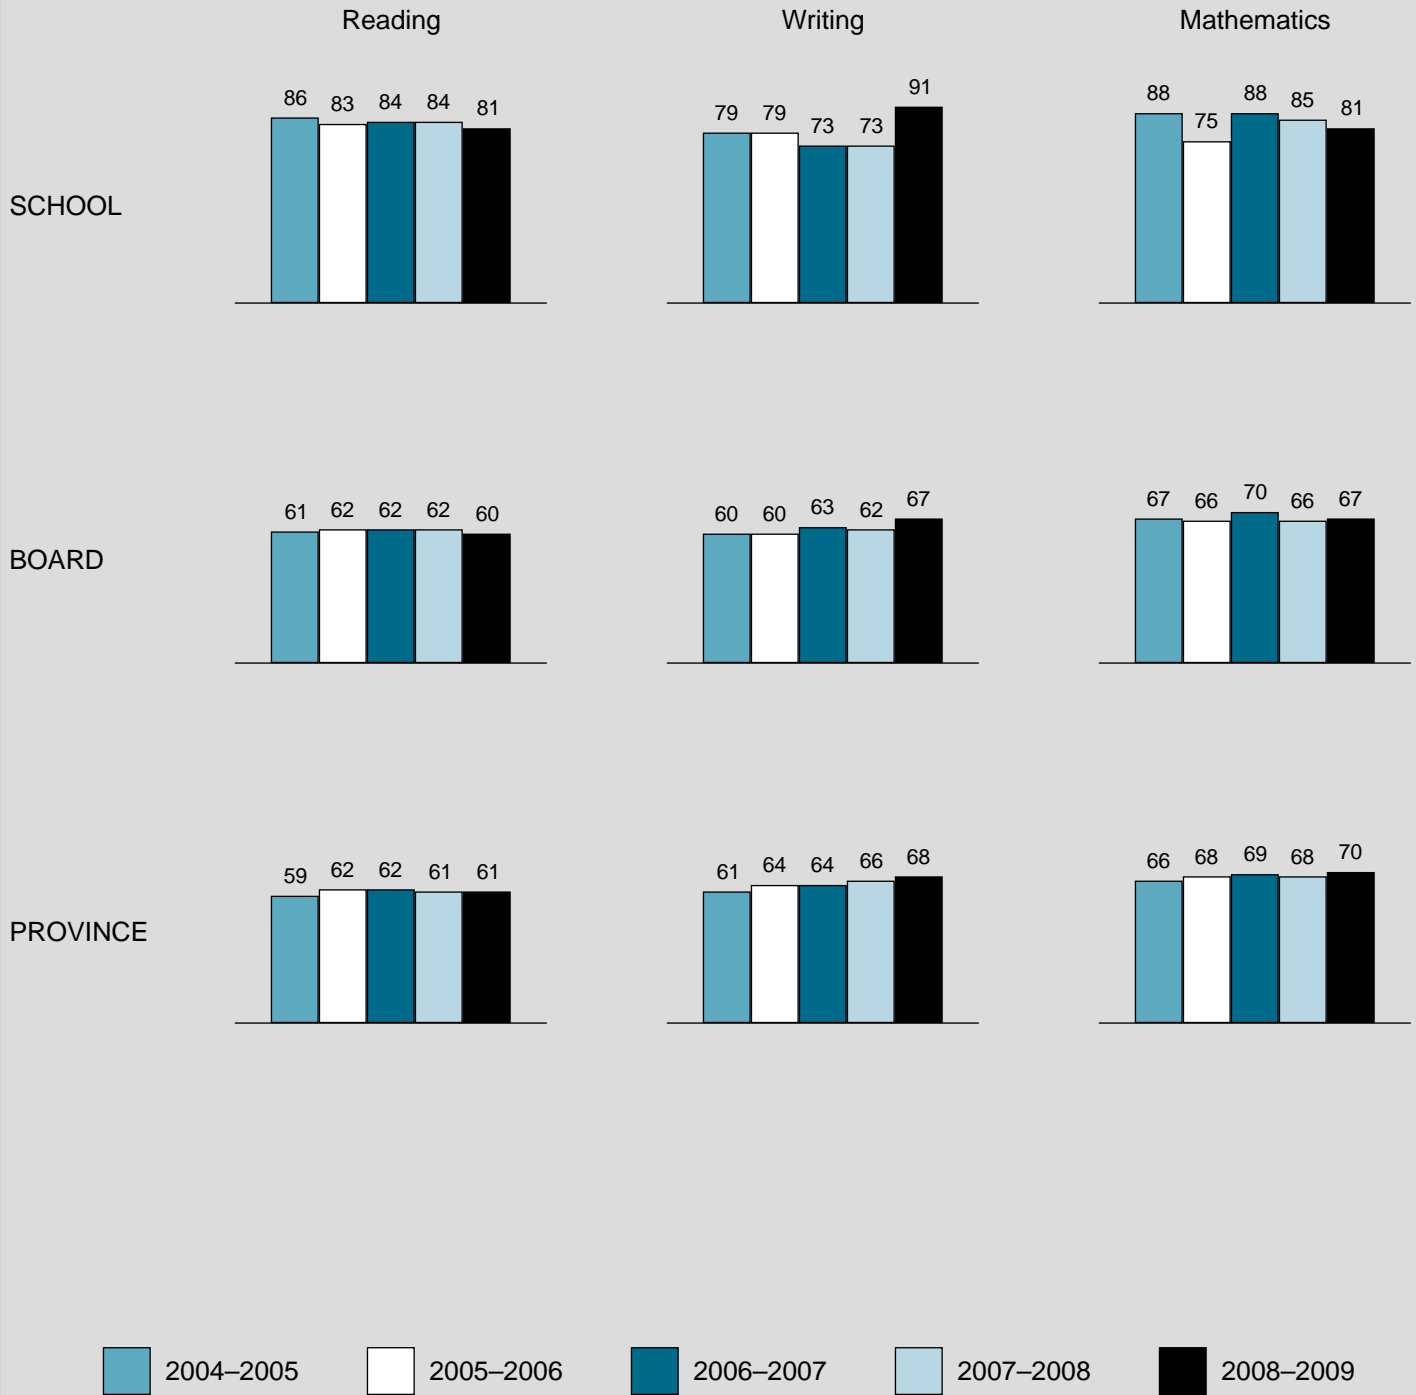 Reading Writing Mathematics
SCHOOL
86 83 84 84 81
79 79 73 73 91
88 75 88 85 81
BOARD
61 62 62 62 60
60 60 63 62 67
67 66 70 66 67
PROVINCE
59 62 62 61 61
61 64 64 66 68
66 68 69 68 70
2004–2005 2005–2006 2006–2007 2007–2008 2008–2009